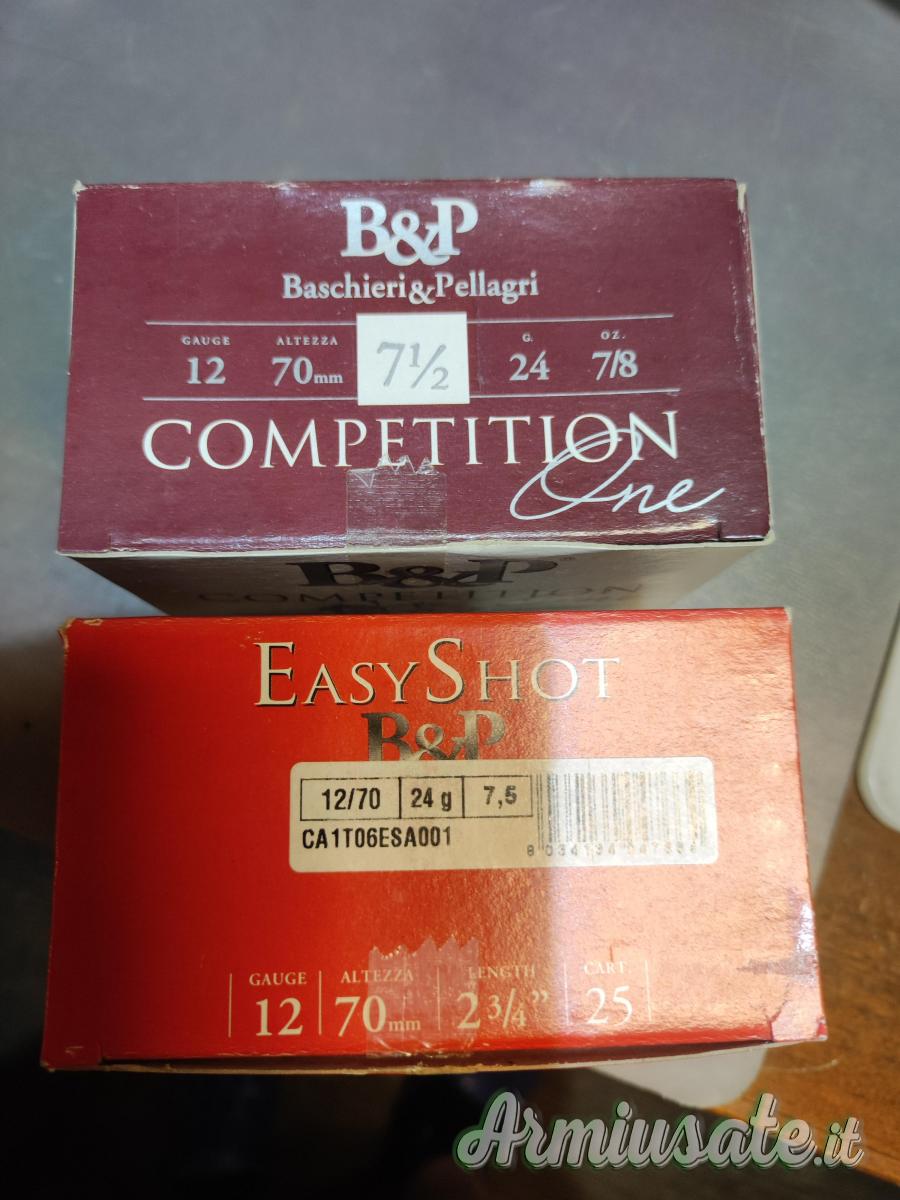 B&P
Baschieri&Pellagri
GAUGE ALTEZZA G. OZ.
12 70mm 7½ 24 7/8
COMPETITION
One
B&P
COMPETITION
EASYSHOT
B&P
12/70 24 g 7,5
CA1T06ESA001
GAUGE ALTEZZA LENGTH CART.
12 70mm 2 3/4" 25
Armiusate.it